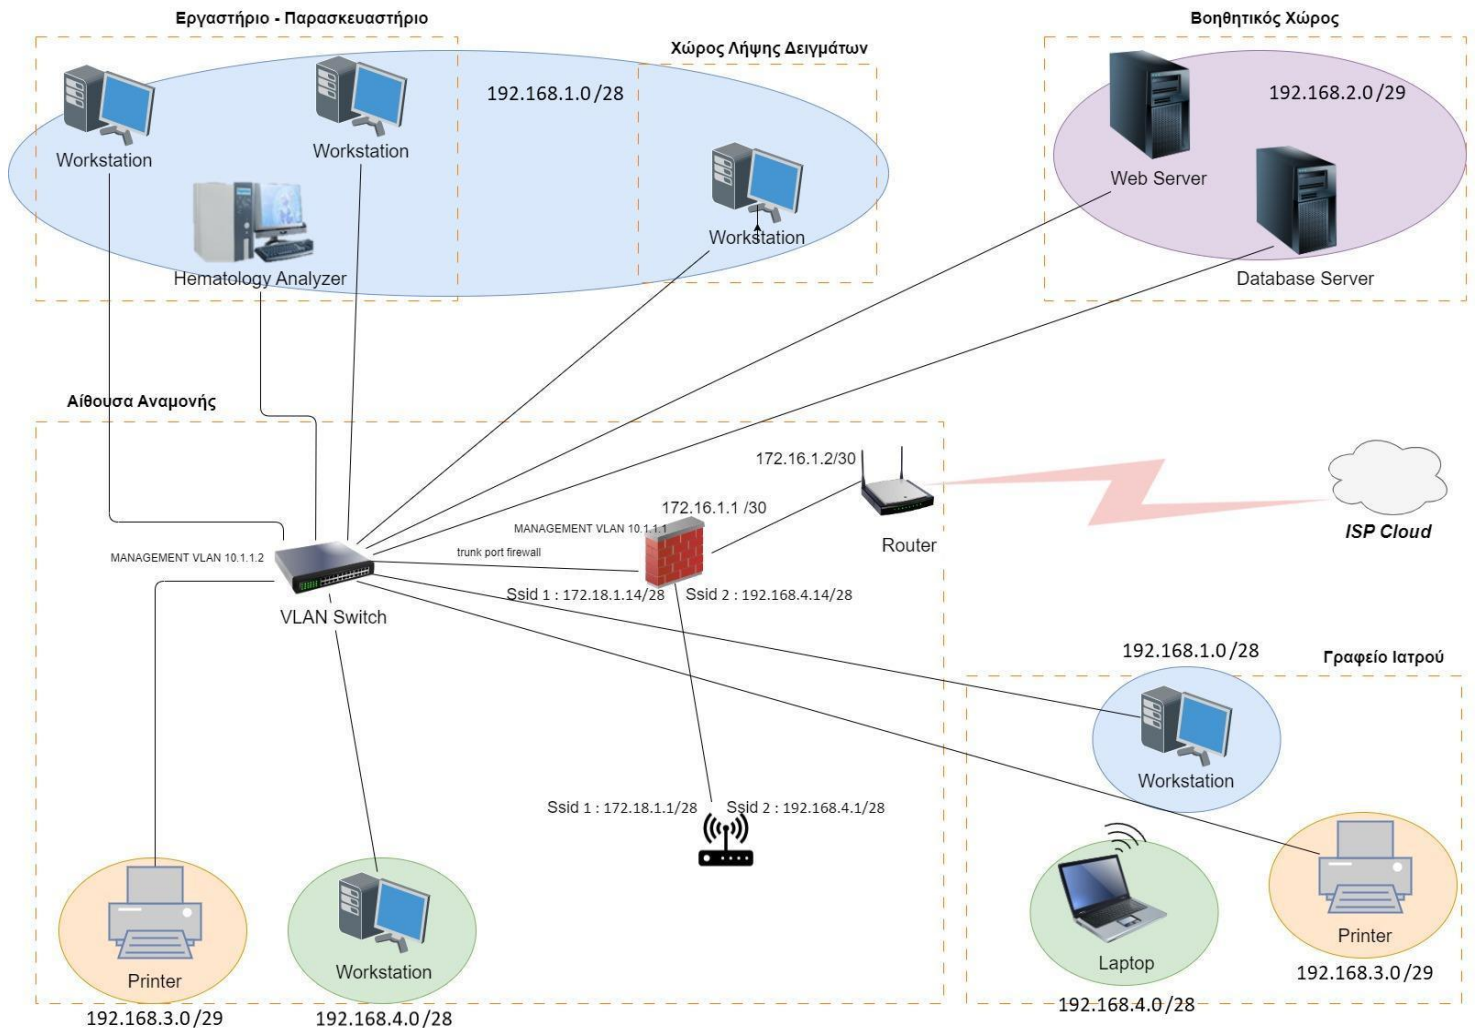 Εργαστήριο - Παρασκευαστήριο
Βοηθητικός Χώρος
Χώρος Λήψης Δειγμάτων
192.168.1.0/28
192.168.2.0/29
Workstation
Workstation
Web Server
Workstation
Hematology Analyzer
Database Server
Αίθουσα Αναμονής
172.16.1.2/30
172.16.1.1 /30
MANAGEMENT VLAN 10.1.1.1
ISP Cloud
Router
MANAGEMENT VLAN 10.1.1.2
trunk port firewall
Ssid 1 : 172.18.1.14/28
Ssid 2 : 192.168.4.14/28
VLAN Switch
192.168.1.0/28
Γραφείο Ιατρού
Workstation
Ssid 1 : 172.18.1.1/28
Ssid 2 : 192.168.4.1/28
Printer
Laptop
Workstation
Printer
192.168.3.0/29
192.168.4.0/28
192.168.3.0/29
192.168.4.0/28